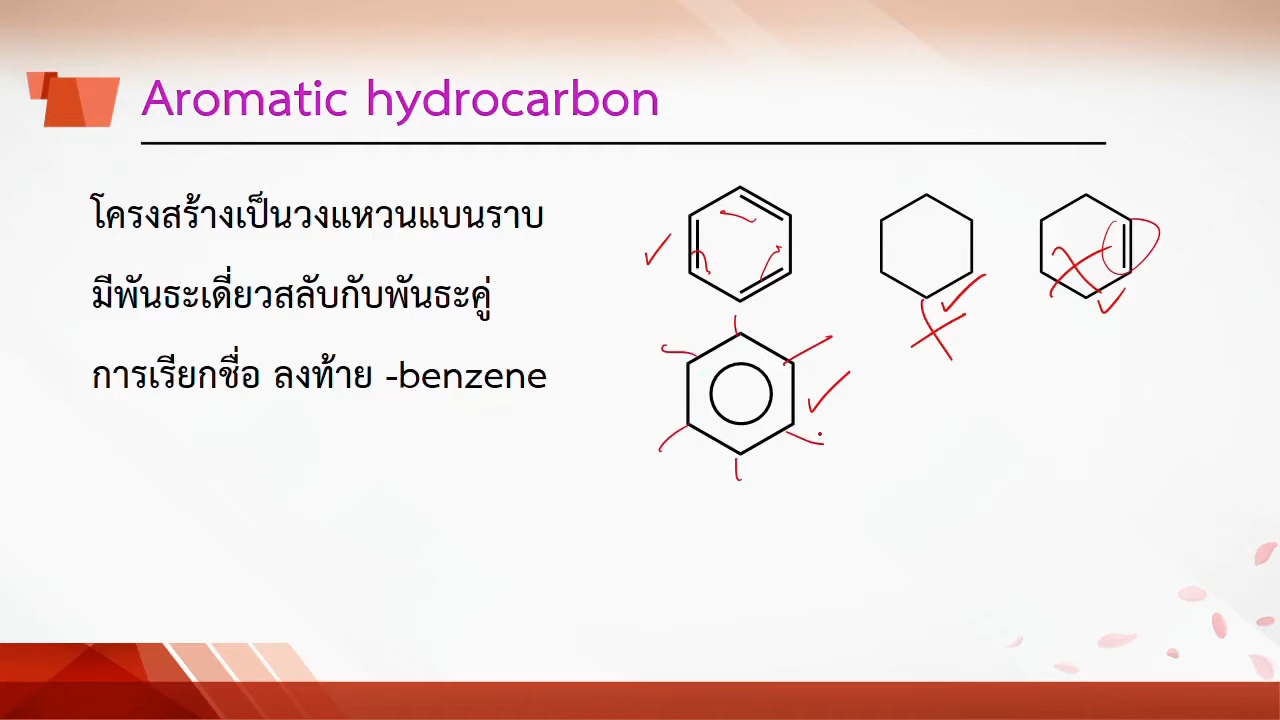 Aromatic hydrocarbon
โครงสร้างเป็นวงแหวนแบนราบ
มีพันธะเดี่ยวสลับกับพันธะคู่
การเรียกชื่อ ลงท้าย -benzene